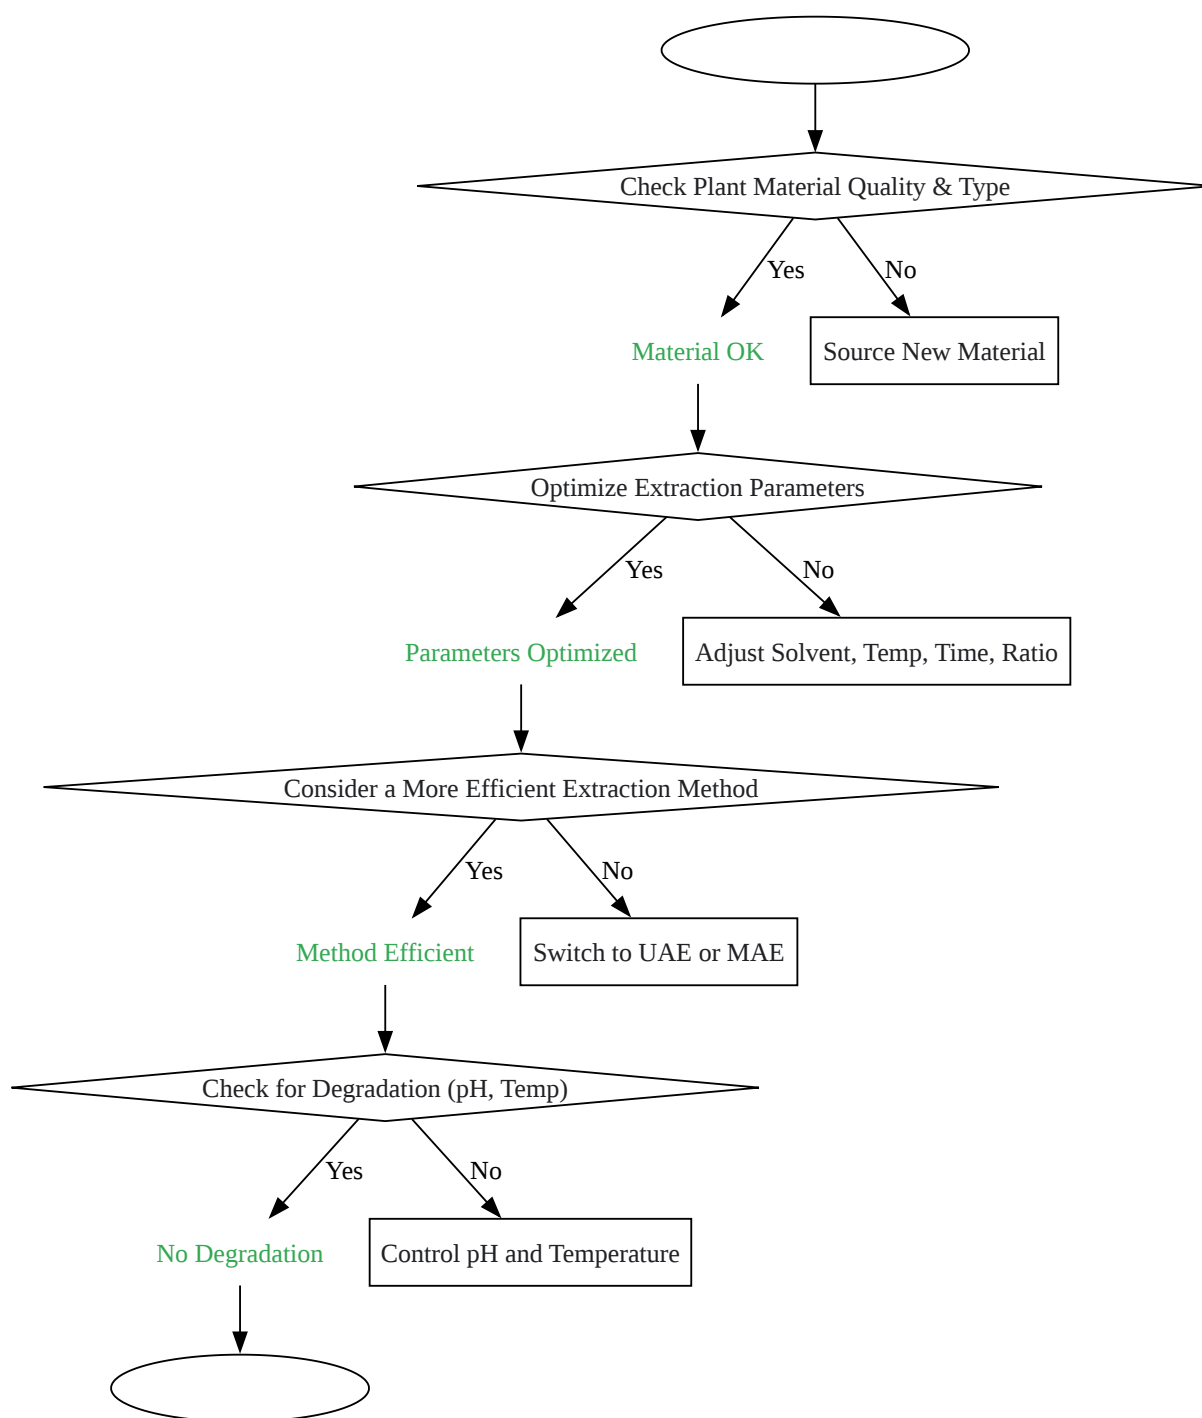 Check Plant Material Quality & Type
Yes
No
Material OK
Source New Material
Optimize Extraction Parameters
Yes
No
Parameters Optimized
Adjust Solvent, Temp, Time, Ratio
Consider a More Efficient Extraction Method
Yes
No
Method Efficient
Switch to UAE or MAE
Check for Degradation (pH, Temp)
Yes
No
No Degradation
Control pH and Temperature